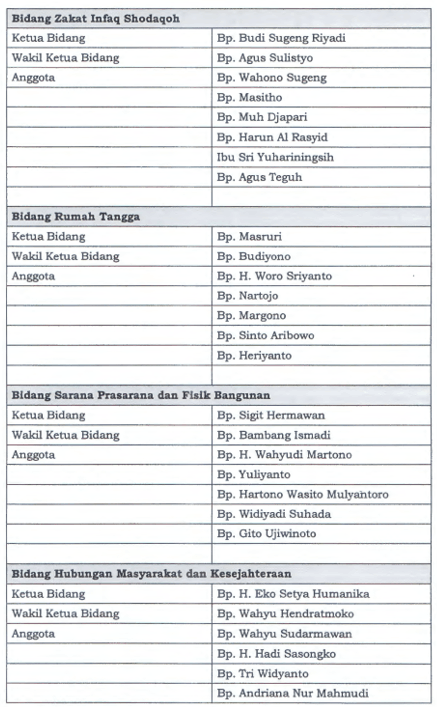 Bidang Zakat Infaq Shodaqoh
Ketua Bidang Bp. Budi Sugeng Riyadi
Wakil Ketua Bidang Bp. Agus Sulistyo
Anggota Bp. Wahono Sugeng
Bp. Masitho
Bp. Muh Djapari
Bp. Harun Al Rasyid
Ibu Sri Yuhariningsih
Bp. Agus Teguh
Bidang Rumah Tangga
Ketua Bidang Bp. Masruri
Wakil Ketua Bidang Bp. Budiyono
Anggota Bp. H. Woro Sriyanto
Bp. Nartojo
Bp. Margono
Bp. Sinto Aribowo
Bp. Heriyanto
Bidang Sarana Prasarana dan Fisik Bangunan
Ketua Bidang Bp. Sigit Hermawan
Wakil Ketua Bidang Bp. Bambang Ismadi
Anggota Bp. H. Wahyudi Martono
Bp. Yuliyanto
Bp. Hartono Wasito Mulyantoro
Bp. Widiyadi Suhada
Bp. Gito Ujiwinoto
Bidang Hubungan Masyarakat dan Kesejahteraan
Ketua Bidang Bp. H. Eko Setya Humanika
Wakil Ketua Bidang Bp. Wahyu Hendratmoko
Anggota Bp. Wahyu Sudarmawan
Bp. H. Hadi Sasongko
Bp. Tri Widyanto
Bp. Andriana Nur Mahmudi